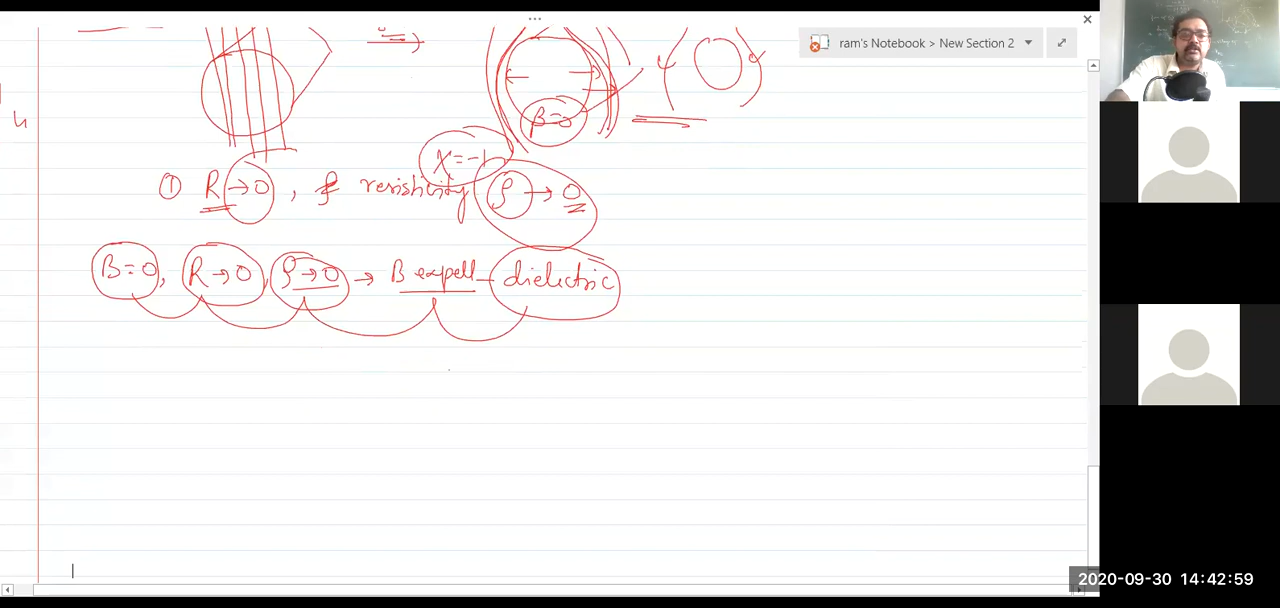 ram's Notebook > New Section 2
β=0
χ=-1
① R→0, resistivity ρ → 0
B=0, R→0, ρ→0 → B expell - dielectric
2020-09-30 14:42:59